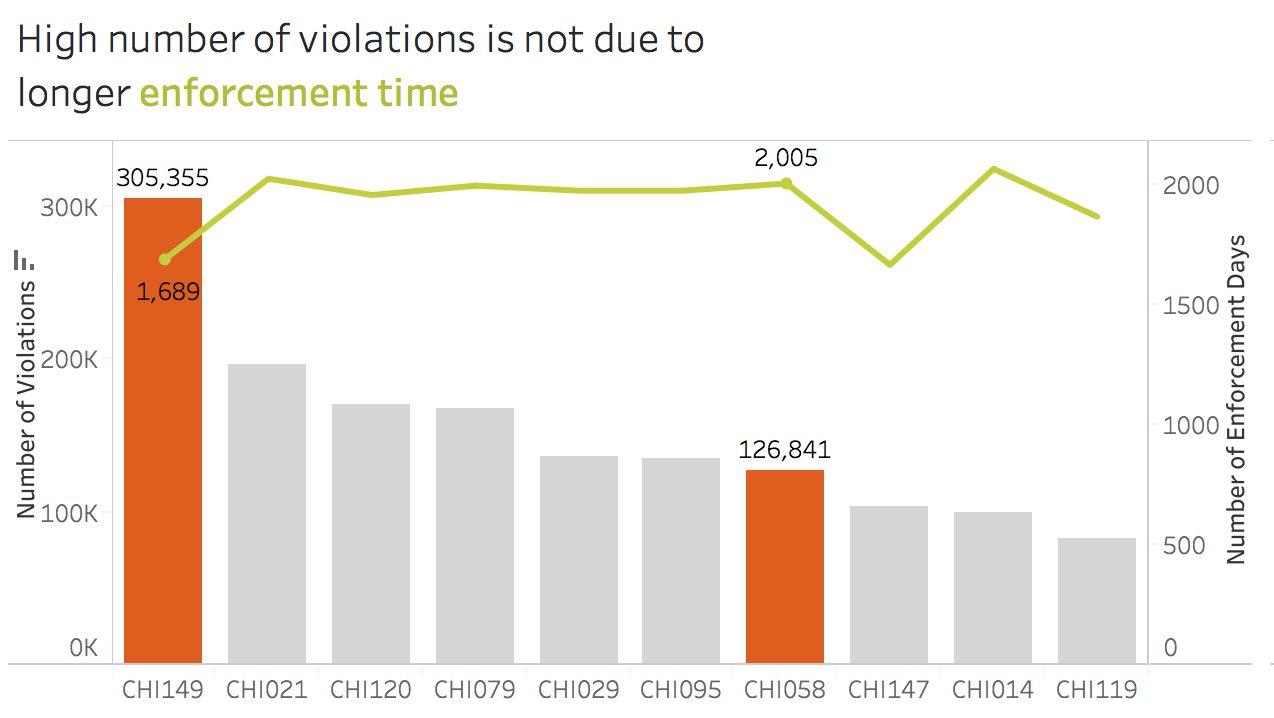 High number of violations is not due to
longer enforcement time
305,355
1,689
2,005
126,841
300K
200K
100K
0K
Number of Violations
2000
1500
1000
500
0
Number of Enforcement Days
CHI149 CHI021 CHI120 CHI079 CHI029 CHI095 CHI058 CHI147 CHI014 CHI119